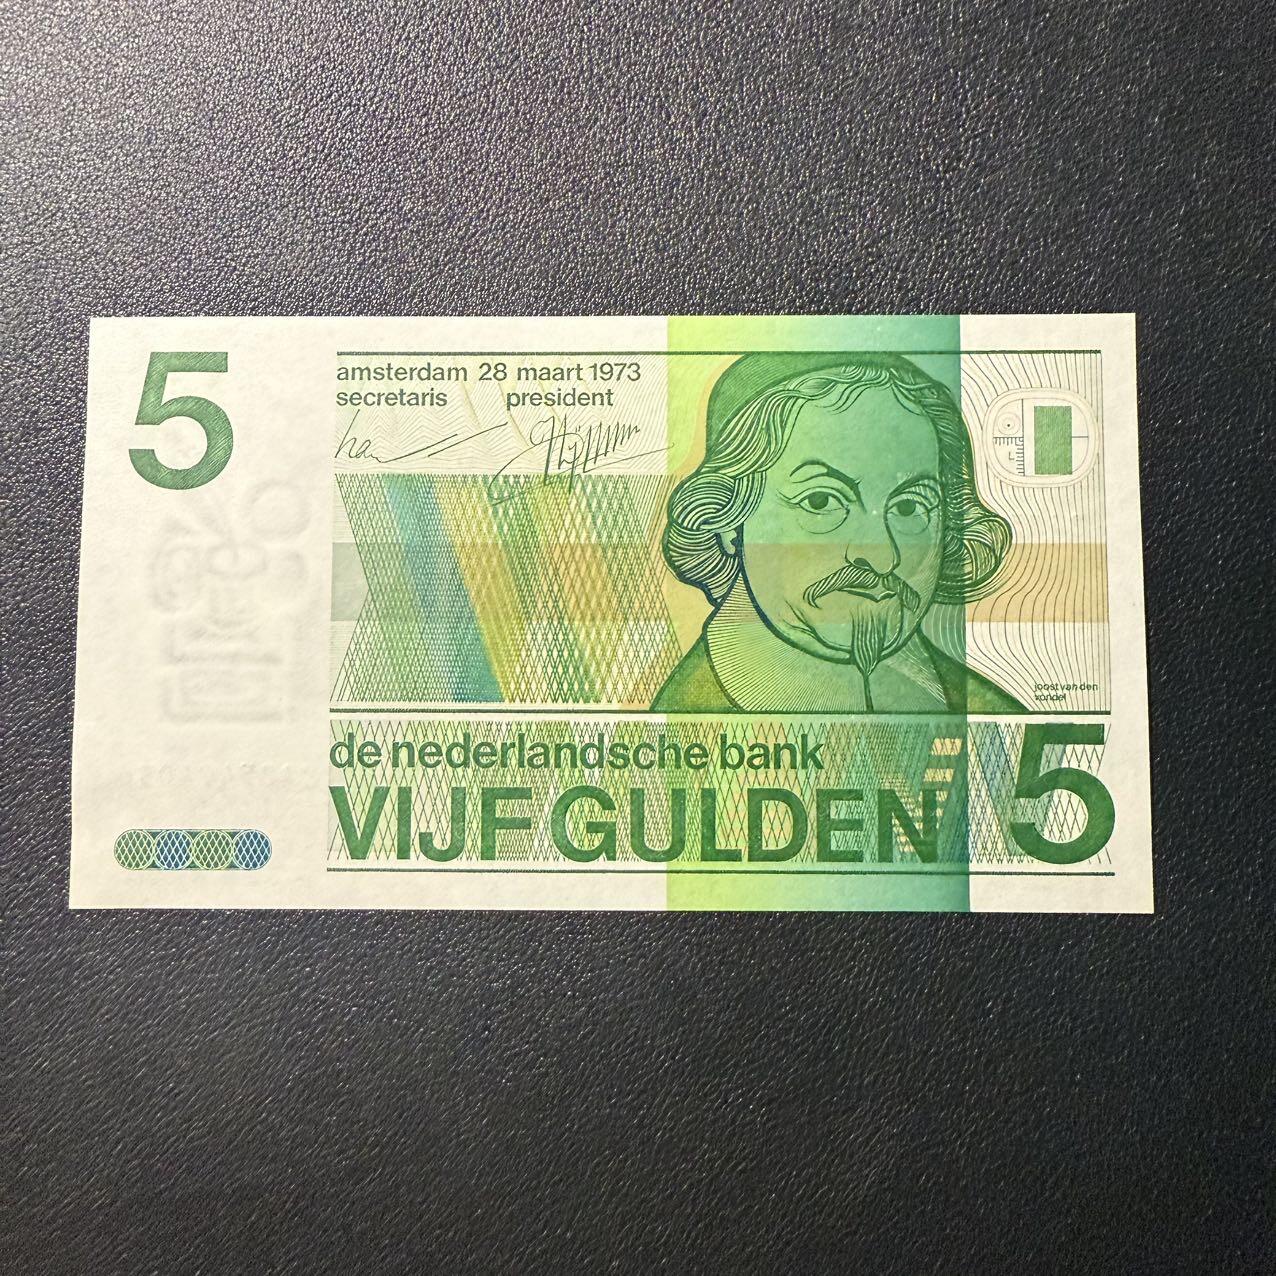 5
amsterdam 28 maart 1973
secretaris president
joost van den
vondel
de nederlandsche bank
VIJF GULDEN
5